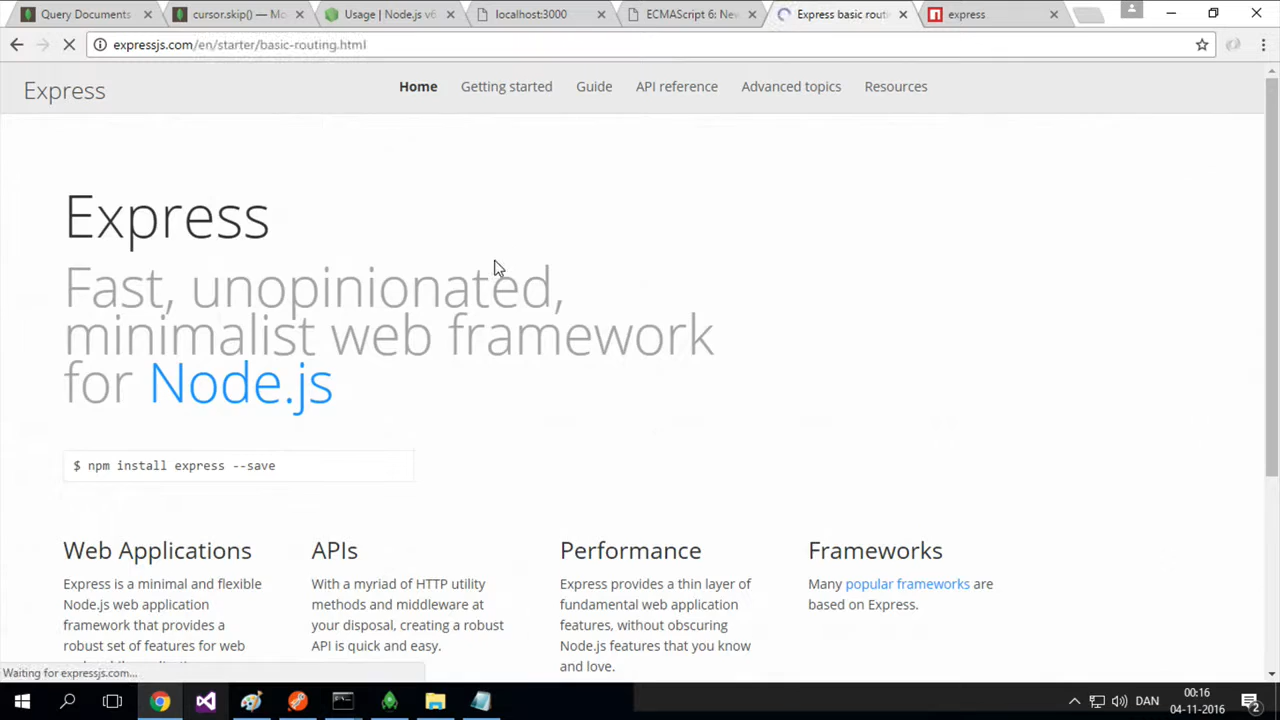 Query Documents
cursor.skip() — Mo
Usage | Node.js v6
localhost:3000
ECMAScript 6: Nev
Express basic routi
express
expressjs.com/en/starter/basic-routing.html
Express
Home
Getting started
Guide
API reference
Advanced topics
Resources
Express
Fast, unopinionated,
minimalist web framework
for Node.js
$ npm install express --save
Web Applications
Express is a minimal and flexible
Node.js web application
framework that provides a
robust set of features for web
APIs
With a myriad of HTTP utility
methods and middleware at
your disposal, creating a robust
API is quick and easy.
Performance
Express provides a thin layer of
fundamental web application
features, without obscuring
Node.js features that you know
and love.
Frameworks
Many popular frameworks are
based on Express.
Waiting for expressjs.com...
DAN
00:16
04-11-2016
2